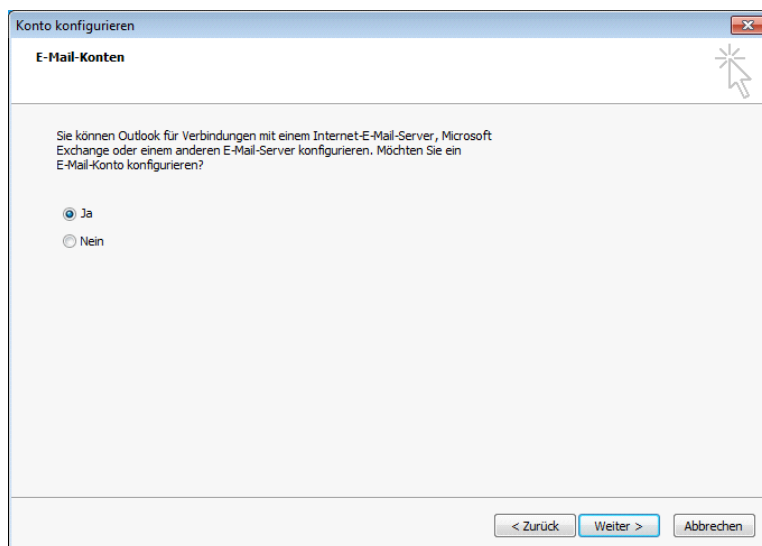 Konto konfigurieren
E-Mail-Konten
Sie können Outlook für Verbindungen mit einem Internet-E-Mail-Server, Microsoft
Exchange oder einem anderen E-Mail-Server konfigurieren. Möchten Sie ein
E-Mail-Konto konfigurieren?
Ja
Nein
< Zurück Weiter > Abbrechen